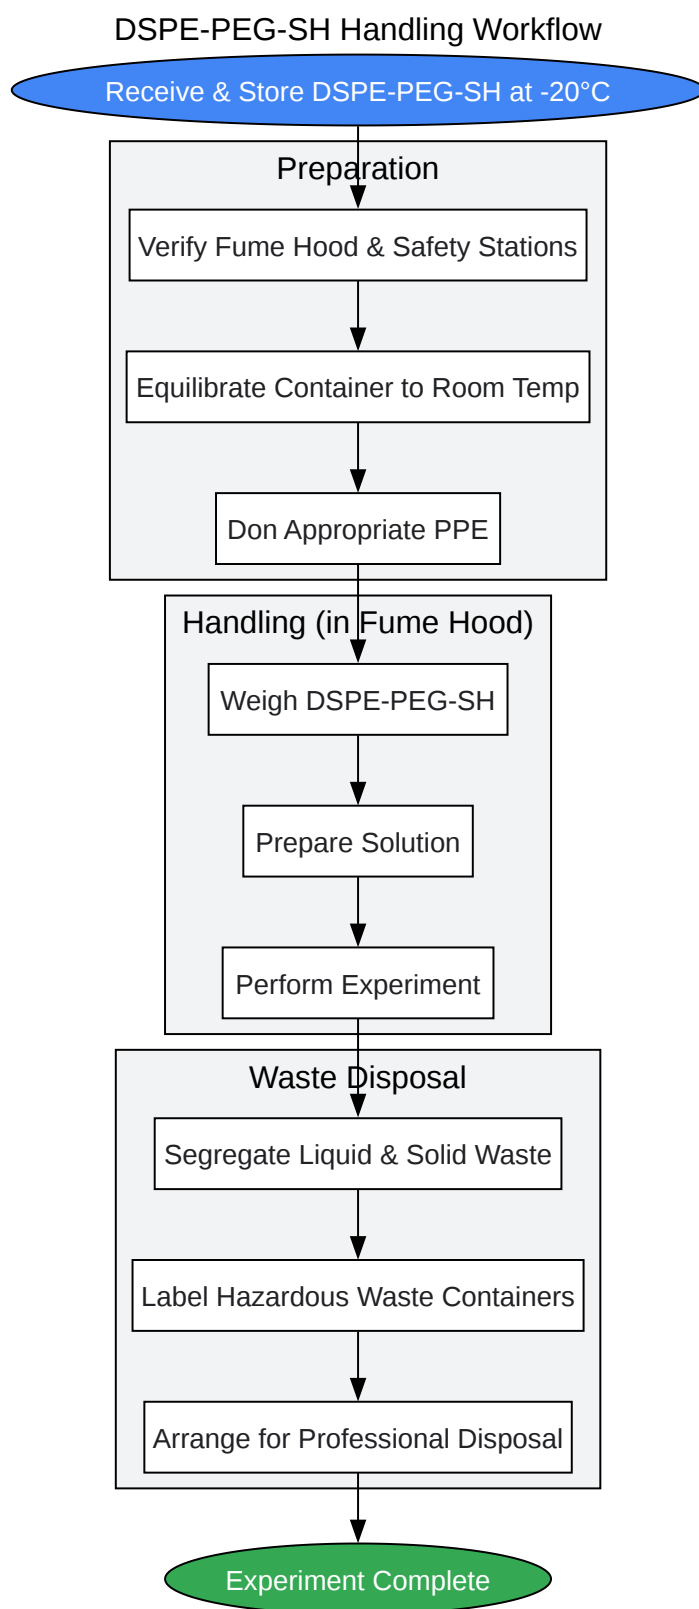 DSPE-PEG-SH Handling Workflow
Receive & Store DSPE-PEG-SH at -20°C
Preparation
Verify Fume Hood & Safety Stations
Equilibrate Container to Room Temp
Don Appropriate PPE
Handling (in Fume Hood)
Weigh DSPE-PEG-SH
Prepare Solution
Perform Experiment
Waste Disposal
Segregate Liquid & Solid Waste
Label Hazardous Waste Containers
Arrange for Professional Disposal
Experiment Complete